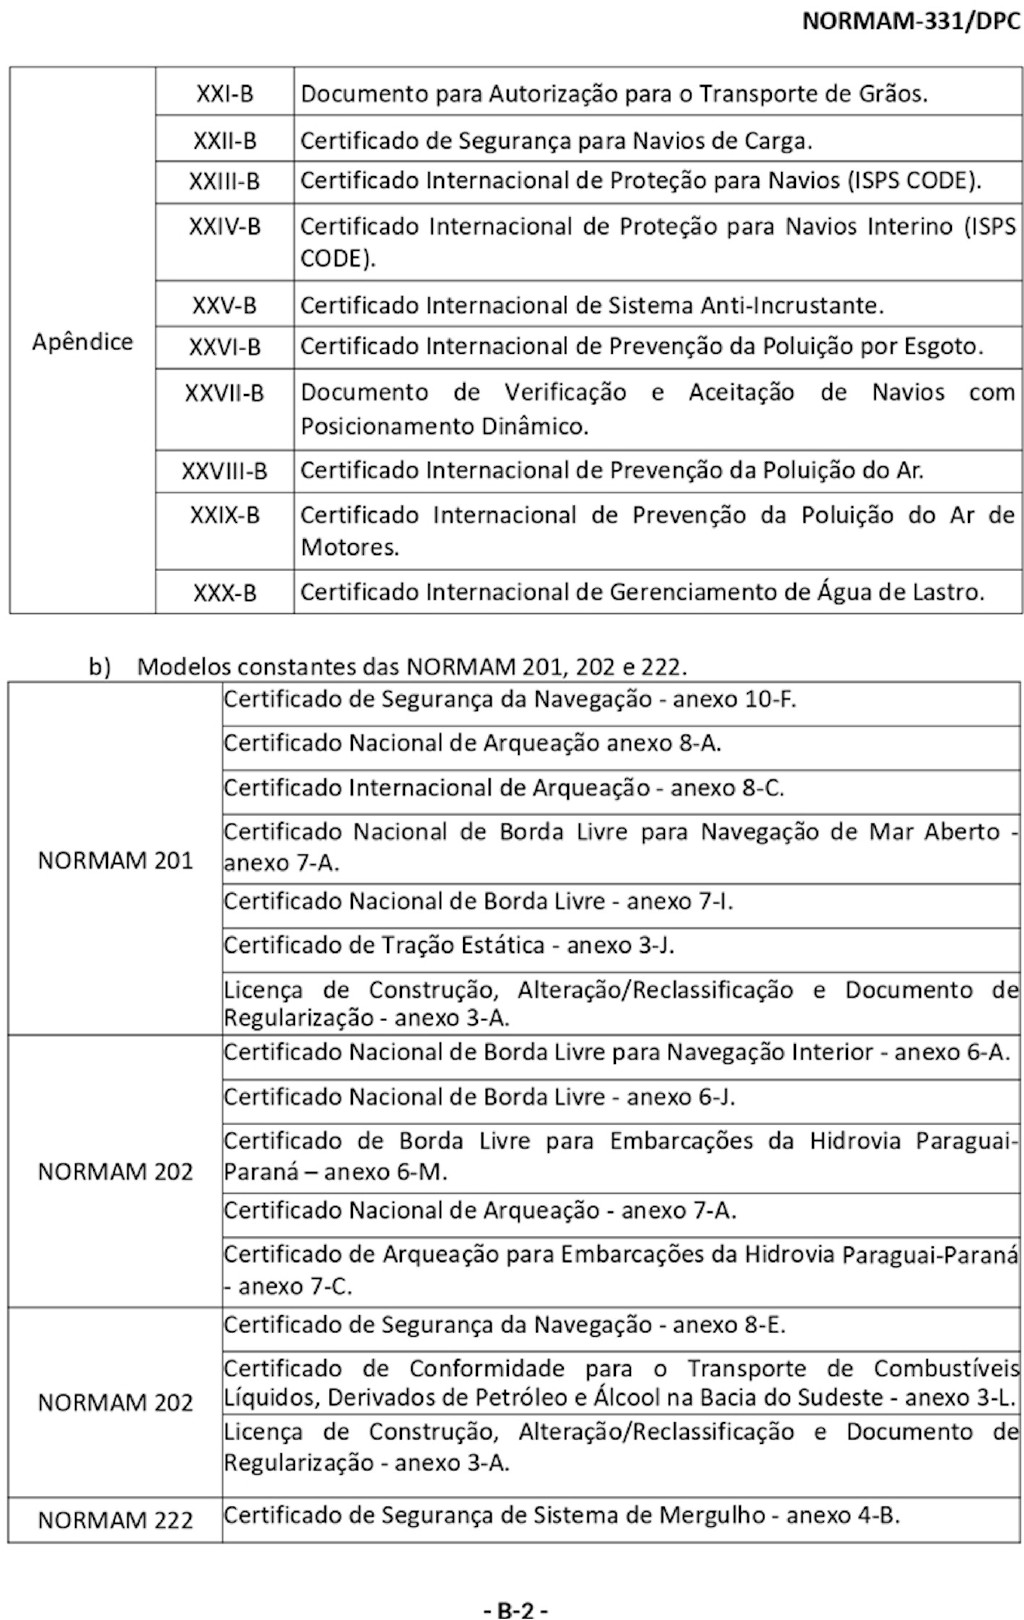 NORMAM-331/DPC
Apêndice
XXI-B Documento para Autorização para o Transporte de Grãos.
XXII-B Certificado de Segurança para Navios de Carga.
XXIII-B Certificado Internacional de Proteção para Navios (ISPS CODE).
XXIV-B Certificado Internacional de Proteção para Navios Interino (ISPS
CODE).
XXV-B Certificado Internacional de Sistema Anti-Incrustante.
XXVI-B Certificado Internacional de Prevenção da Poluição por Esgoto.
XXVII-B Documento de Verificação e Aceitação de Navios com
Posicionamento Dinâmico.
XXVIII-B Certificado Internacional de Prevenção da Poluição do Ar.
XXIX-B Certificado Internacional de Prevenção da Poluição do Ar de
Motores.
XXX-B Certificado Internacional de Gerenciamento de Água de Lastro.
b) Modelos constantes das NORMAM 201, 202 e 222.
NORMAM 201
Certificado de Segurança da Navegação - anexo 10-F.
Certificado Nacional de Arqueação anexo 8-A.
Certificado Internacional de Arqueação - anexo 8-C.
Certificado Nacional de Borda Livre para Navegação de Mar Aberto -
anexo 7-A.
Certificado Nacional de Borda Livre - anexo 7-I.
Certificado de Tração Estática - anexo 3-J.
Licença de Construção, Alteração/Reclassificação e Documento de
Regularização - anexo 3-A.
NORMAM 202
Certificado Nacional de Borda Livre para Navegação Interior - anexo 6-A.
Certificado Nacional de Borda Livre - anexo 6-J.
Certificado de Borda Livre para Embarcações da Hidrovia Paraguai-
Paraná – anexo 6-M.
Certificado Nacional de Arqueação - anexo 7-A.
Certificado de Arqueação para Embarcações da Hidrovia Paraguai-Paraná
- anexo 7-C.
NORMAM 202
Certificado de Segurança da Navegação - anexo 8-E.
Certificado de Conformidade para o Transporte de Combustíveis
Líquidos, Derivados de Petróleo e Álcool na Bacia do Sudeste - anexo 3-L.
Licença de Construção, Alteração/Reclassificação e Documento de
Regularização - anexo 3-A.
NORMAM 222
Certificado de Segurança de Sistema de Mergulho - anexo 4-B.
- B-2 -